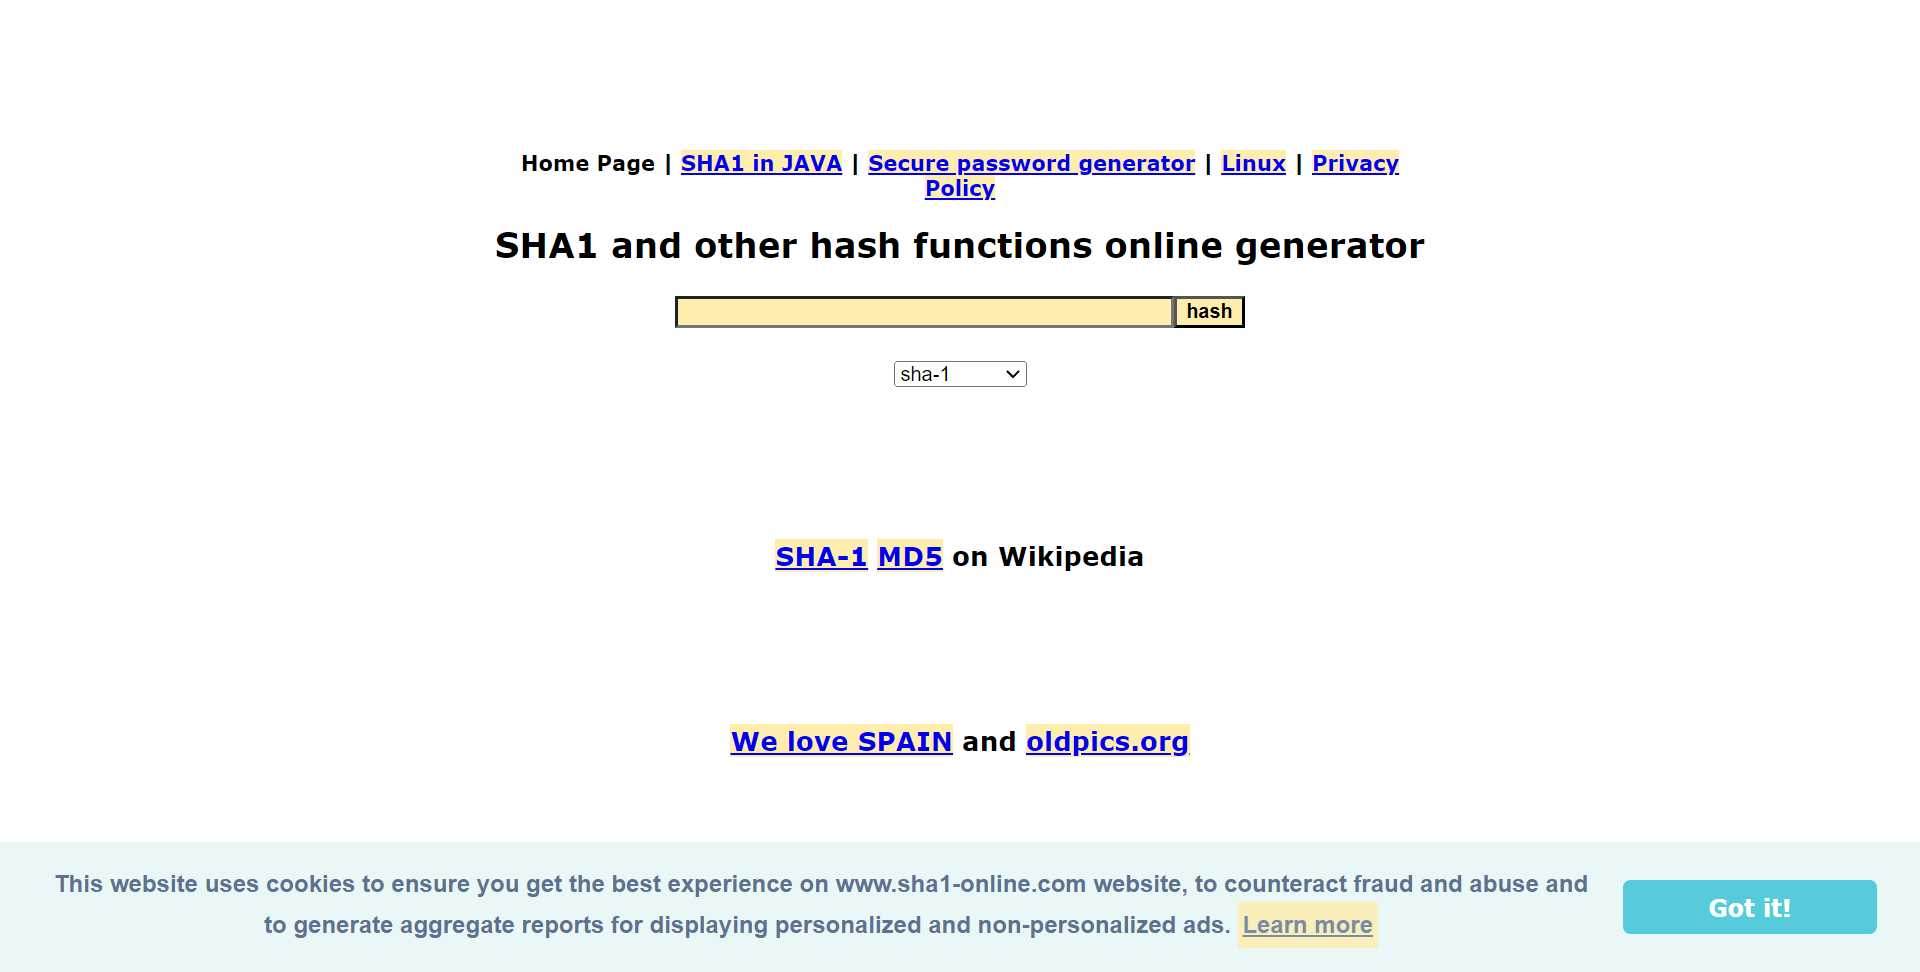 Home Page | SHA1 in JAVA | Secure password generator | Linux | Privacy
Policy
SHA1 and other hash functions online generator
hash
sha-1
SHA-1 MD5 on Wikipedia
We love SPAIN and oldpics.org
This website uses cookies to ensure you get the best experience on www.sha1-online.com website, to counteract fraud and abuse and
to generate aggregate reports for displaying personalized and non-personalized ads. Learn more
Got it!